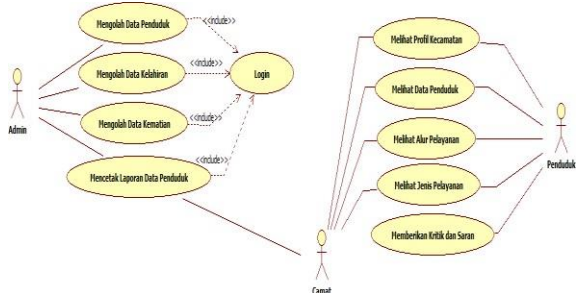 Mengolah Data Penduduk
<<include>>
Mengolah Data Kelahiran
<<include>>
Login
Mengolah Data Kematian
<<include>>
Mencetak Laporan Data Penduduk
<<include>>
Admin
Melihat Profil Kecamatan
Melihat Data Penduduk
Melihat Alur Pelayanan
Melihat Jenis Pelayanan
Memberikan Kritik dan Saran
Penduduk
Camat